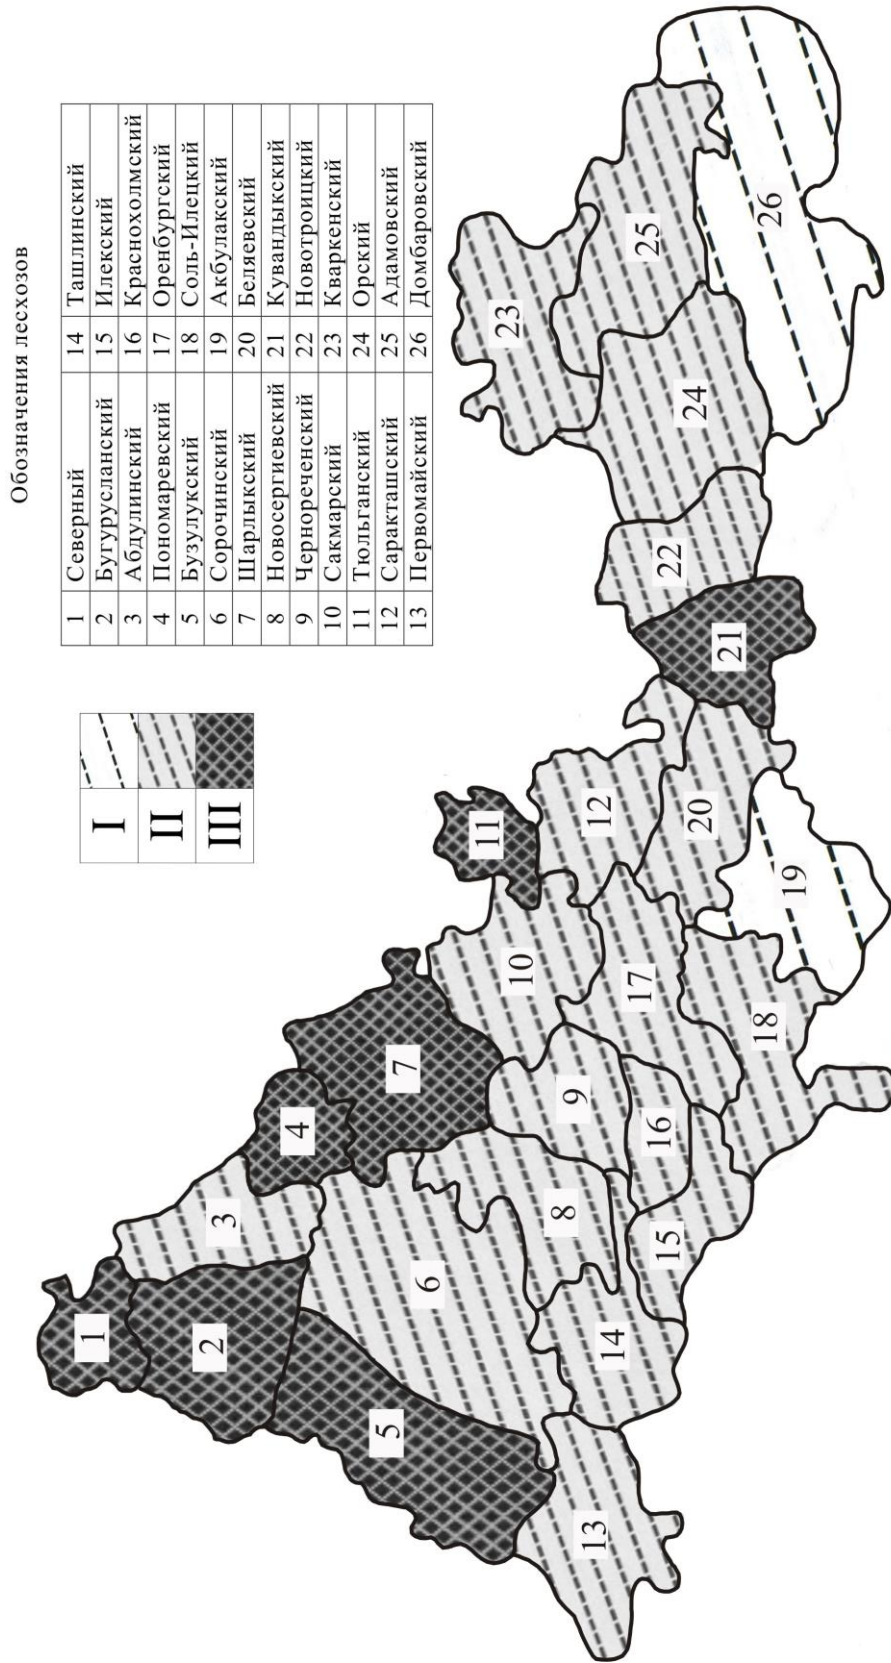 Обозначения лесхозов
1 Северный 14 Ташлинский
2 Бугурусланский 15 Илекский
3 Абдулинский 16 Краснохолмский
4 Пономаревский 17 Оренбургский
5 Бузулукский 18 Соль-Илецкий
6 Сорочинский 19 Акбулакский
7 Шарлыкский 20 Беляевский
8 Новосергиевский 21 Кувандыкский
9 Чернореченский 22 Новотроицкий
10 Сакмарский 23 Кваркенский
11 Тюльганский 24 Орский
12 Саракташский 25 Адамовский
13 Первомайский 26 Домбаровский
I
II
III
1
2
3
4
5
6
7
8
9
10
11
12
13
14
15
16
17
18
19
20
21
22
23
24
25
26